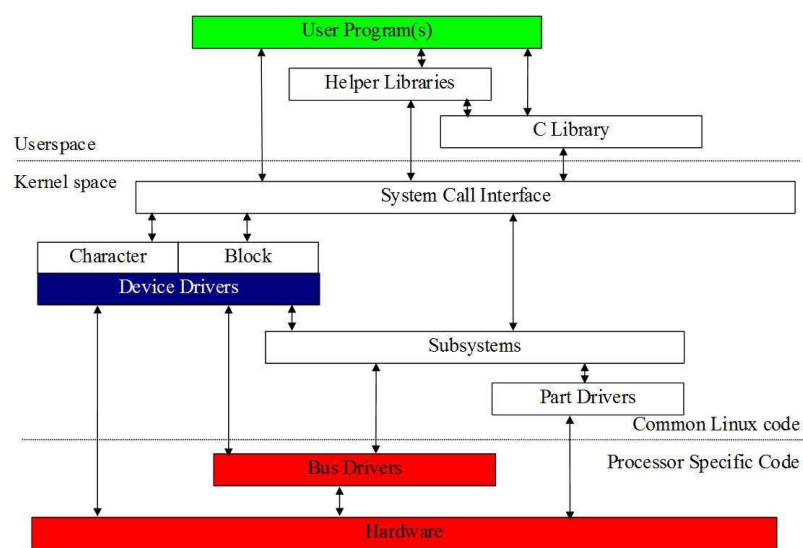 User Program(s)
Helper Libraries
C Library
Userspace
Kernel space
System Call Interface
Character
Block
Device Drivers
Subsystems
Part Drivers
Common Linux code
Processor Specific Code
Bus Drivers
Hardware